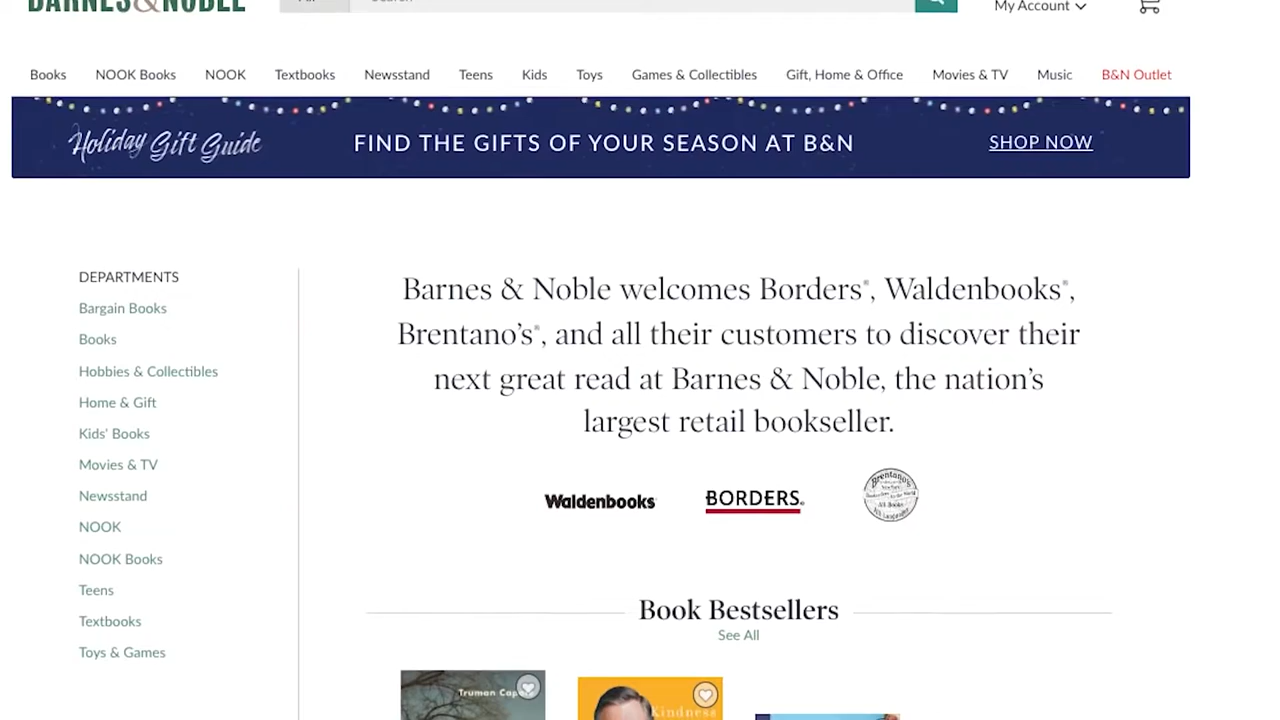 BARNES&NOBLE
My Account
Books NOOK Books NOOK Textbooks Newsstand Teens Kids Toys Games & Collectibles Gift, Home & Office Movies & TV Music B&N Outlet
Holiday Gift Guide FIND THE GIFTS OF YOUR SEASON AT B&N SHOP NOW
DEPARTMENTS
Bargain Books
Books
Hobbies & Collectibles
Home & Gift
Kids' Books
Movies & TV
Newsstand
NOOK
NOOK Books
Teens
Textbooks
Toys & Games
Barnes & Noble welcomes Borders®, Waldenbooks®,
Brentano's®, and all their customers to discover their
next great read at Barnes & Noble, the nation's
largest retail bookseller.
Waldenbooks BORDERS® Brentano's
Book Bestsellers
See All
Truman
Kindness